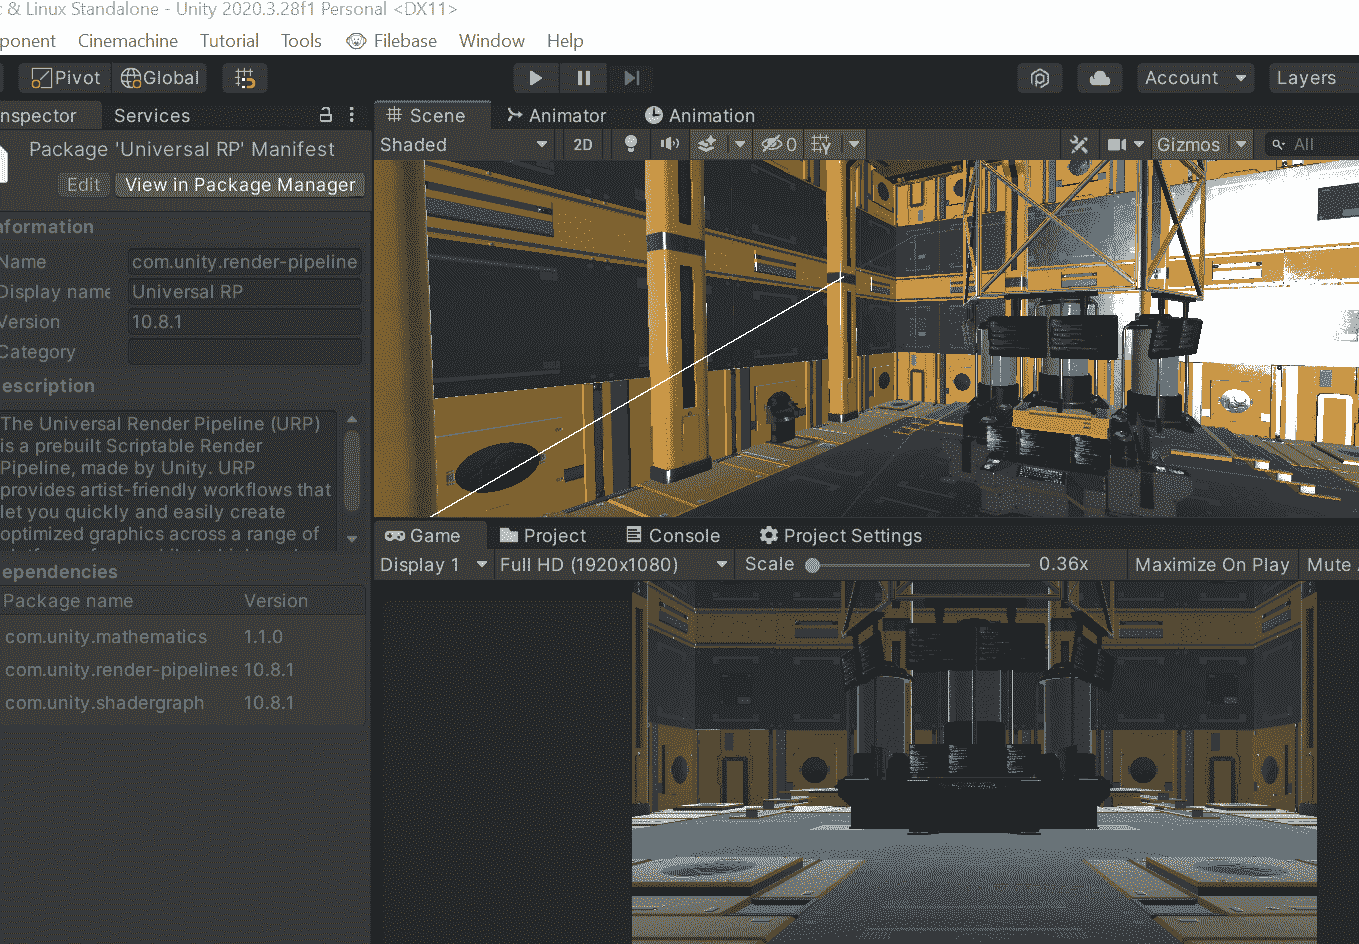 : & Linux Standalone - Unity 2020.3.28f1 Personal <DX11>
ponent Cinemachine Tutorial Tools Filebase Window Help
Pivot Global Account Layers
nspector Services
Scene Animator Animation
Shaded 2D 0 Gizmos All
Package 'Universal RP' Manifest
Edit View in Package Manager
nformation
Name com.unity.render-pipeline
Display name Universal RP
Version 10.8.1
Category
escription
The Universal Render Pipeline (URP)
is a prebuilt Scriptable Render
Pipeline, made by Unity. URP
provides artist-friendly workflows that
let you quickly and easily create
optimized graphics across a range of
ependencies
Package name Version
com.unity.mathematics 1.1.0
com.unity.render-pipelines 10.8.1
com.unity.shadergraph 10.8.1
Game Project Console Project Settings
Display 1 Full HD (1920x1080) Scale 0.36x Maximize On Play Mute